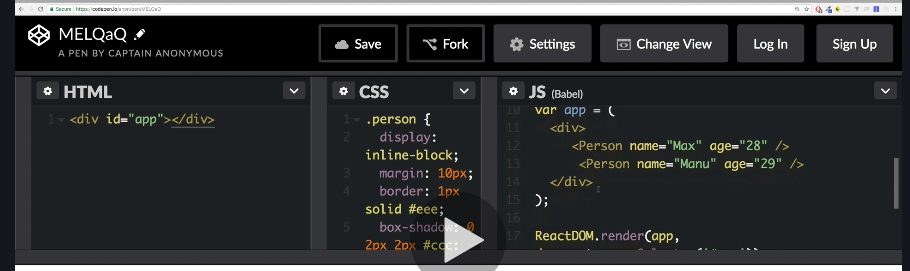 Secure https://codepen.io/anon/pen/MELQaQ
MELQaQ
A PEN BY CAPTAIN ANONYMOUS
Save
Fork
Settings
Change View
Log In
Sign Up
HTML
1 <div id="app"></div>
CSS
1 .person {
2 display:
inline-block;
3 margin: 10px;
4 border: 1px
solid #eee;
5 box-shadow: 0
2px 2px #ccc;
JS (Babel)
10 var app = (
11 <div>
12 <Person name="Max" age="28" />
13 <Person name="Manu" age="29" />
14 </div>
15 );
16
17 ReactDOM.render(app,